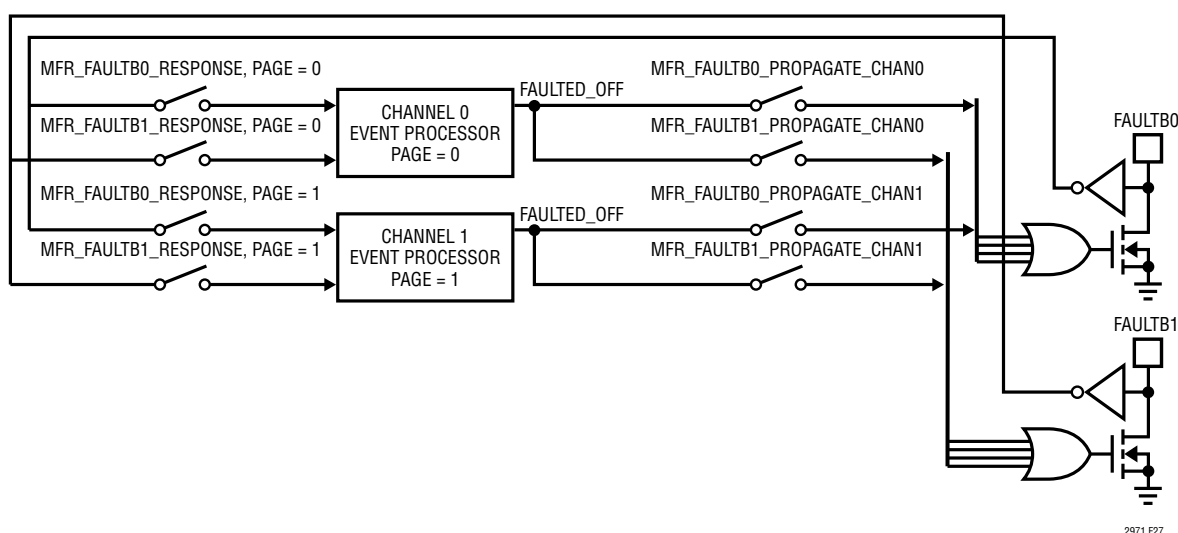 MFR_FAULTB0_RESPONSE, PAGE = 0
MFR_FAULTB1_RESPONSE, PAGE = 0
CHANNEL 0
EVENT PROCESSOR
PAGE = 0
FAULTED_OFF
MFR_FAULTB0_PROPAGATE_CHAN0
MFR_FAULTB1_PROPAGATE_CHAN0
FAULTB0
MFR_FAULTB0_RESPONSE, PAGE = 1
MFR_FAULTB1_RESPONSE, PAGE = 1
CHANNEL 1
EVENT PROCESSOR
PAGE = 1
FAULTED_OFF
MFR_FAULTB0_PROPAGATE_CHAN1
MFR_FAULTB1_PROPAGATE_CHAN1
FAULTB1
2971 F27